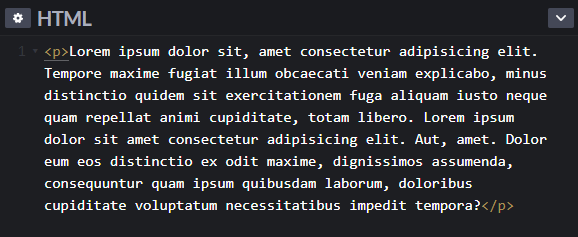 HTML
1 <p>Lorem ipsum dolor sit, amet consectetur adipisicing elit.
Tempore maxime fugiat illum obcaecati veniam explicabo, minus
distinctio quidem sit exercitationem fuga aliquam iusto neque
quam repellat animi cupiditate, totam libero. Lorem ipsum
dolor sit amet consectetur adipisicing elit. Aut, amet. Dolor
eum eos distinctio ex odit maxime, dignissimos assumenda,
consequuntur quam ipsum quibusdam laborum, doloribus
cupiditate voluptatum necessitatibus impedit tempora?</p>